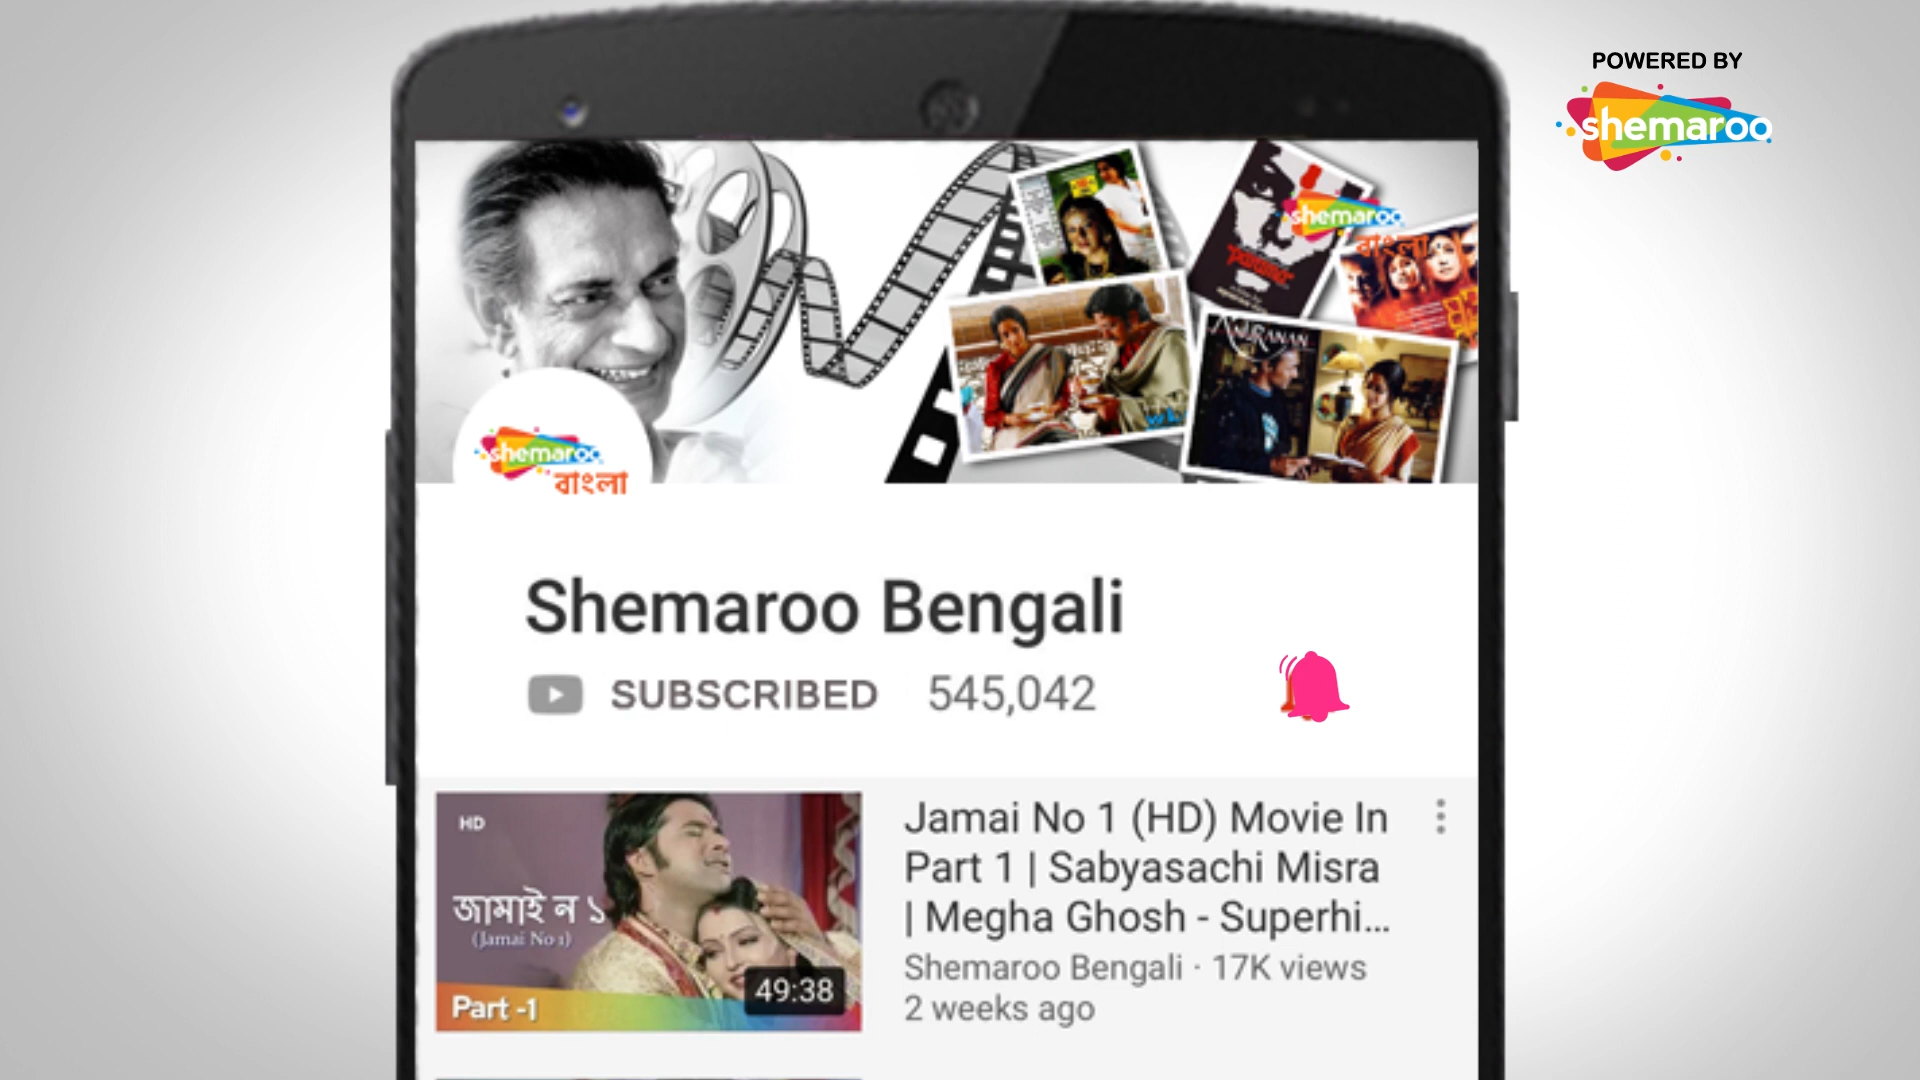 POWERED BY
shemaroo
shemaroo
বাংলা
ANURANAN
shemaroo
বাংলা
Shemaroo Bengali
SUBSCRIBED 545,042
HD
জামাই ন ১
(Jamai No 1)
Part -1
49:38
Jamai No 1 (HD) Movie In
Part 1 | Sabyasachi Misra
| Megha Ghosh - Superhi...
Shemaroo Bengali · 17K views
2 weeks ago